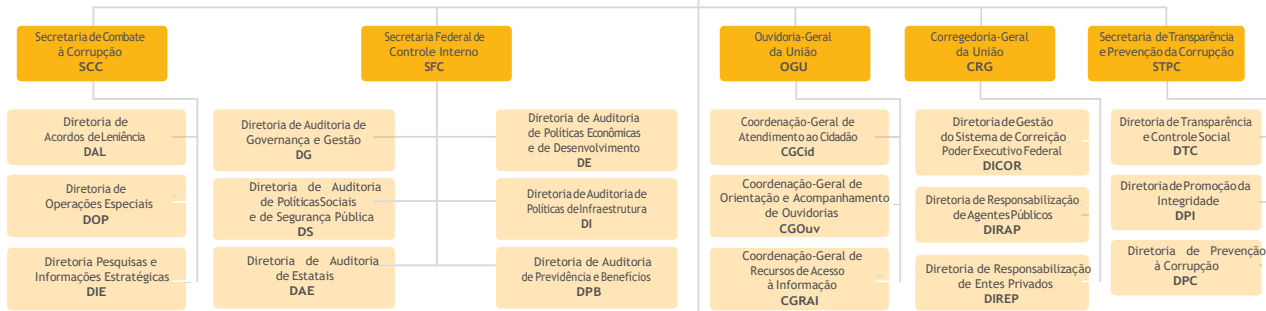 Secretaria de Combate
à Corrupção
SCC
Secretaria Federal de
Controle Interno
SFC
Ouvidoria-Geral
da União
OGU
Corregedoria-Geral
da União
CRG
Secretaria de Transparência
e Prevenção da Corrupção
STPC
Diretoria de
Acordos de Leniência
DAL
Diretoria de
Operações Especiais
DOP
Diretoria Pesquisas e
Informações Estratégicas
DIE
Diretoria de Auditoria de
Governança e Gestão
DG
Diretoria de Auditoria
de Políticas Sociais
e de Segurança Pública
DS
Diretoria de Auditoria
de Estatais
DAE
Diretoria de Auditoria
de Políticas Econômicas
e de Desenvolvimento
DE
Diretoria de Auditoria de
Políticas de Infraestrutura
DI
Diretoria de Auditoria
de Previdência e Benefícios
DPB
Coordenação-Geral de
Atendimento ao Cidadão
CGCid
Coordenação-Geral de
Orientação e Acompanhamento
de Ouvidorias
CGOuv
Coordenação-Geral de
Recursos de Acesso
à Informação
CGRAI
Diretoria de Gestão
do Sistema de Correição
Poder Executivo Federal
DICOR
Diretoria de Responsabilização
de Agentes Públicos
DIRAP
Diretoria de Responsabilização
de Entes Privados
DIREP
Diretoria de Transparência
e Controle Social
DTC
Diretoria de Promoção da
Integridade
DPI
Diretoria de Prevenção
à Corrupção
DPC